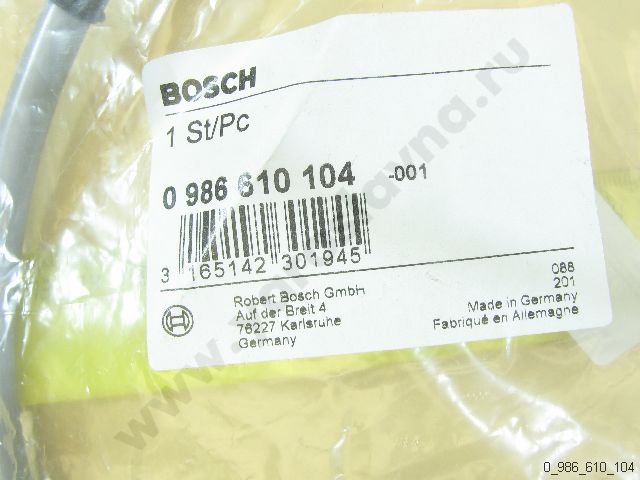 BOSCH
1 St/Pc
0 986 610 104 -001
3 165142 301945
Robert Bosch GmbH
Auf der Breit 4
76227 Karlsruhe
Germany
088
201
Made in Germany
Fabriqué en Allemagne
0_986_610_104